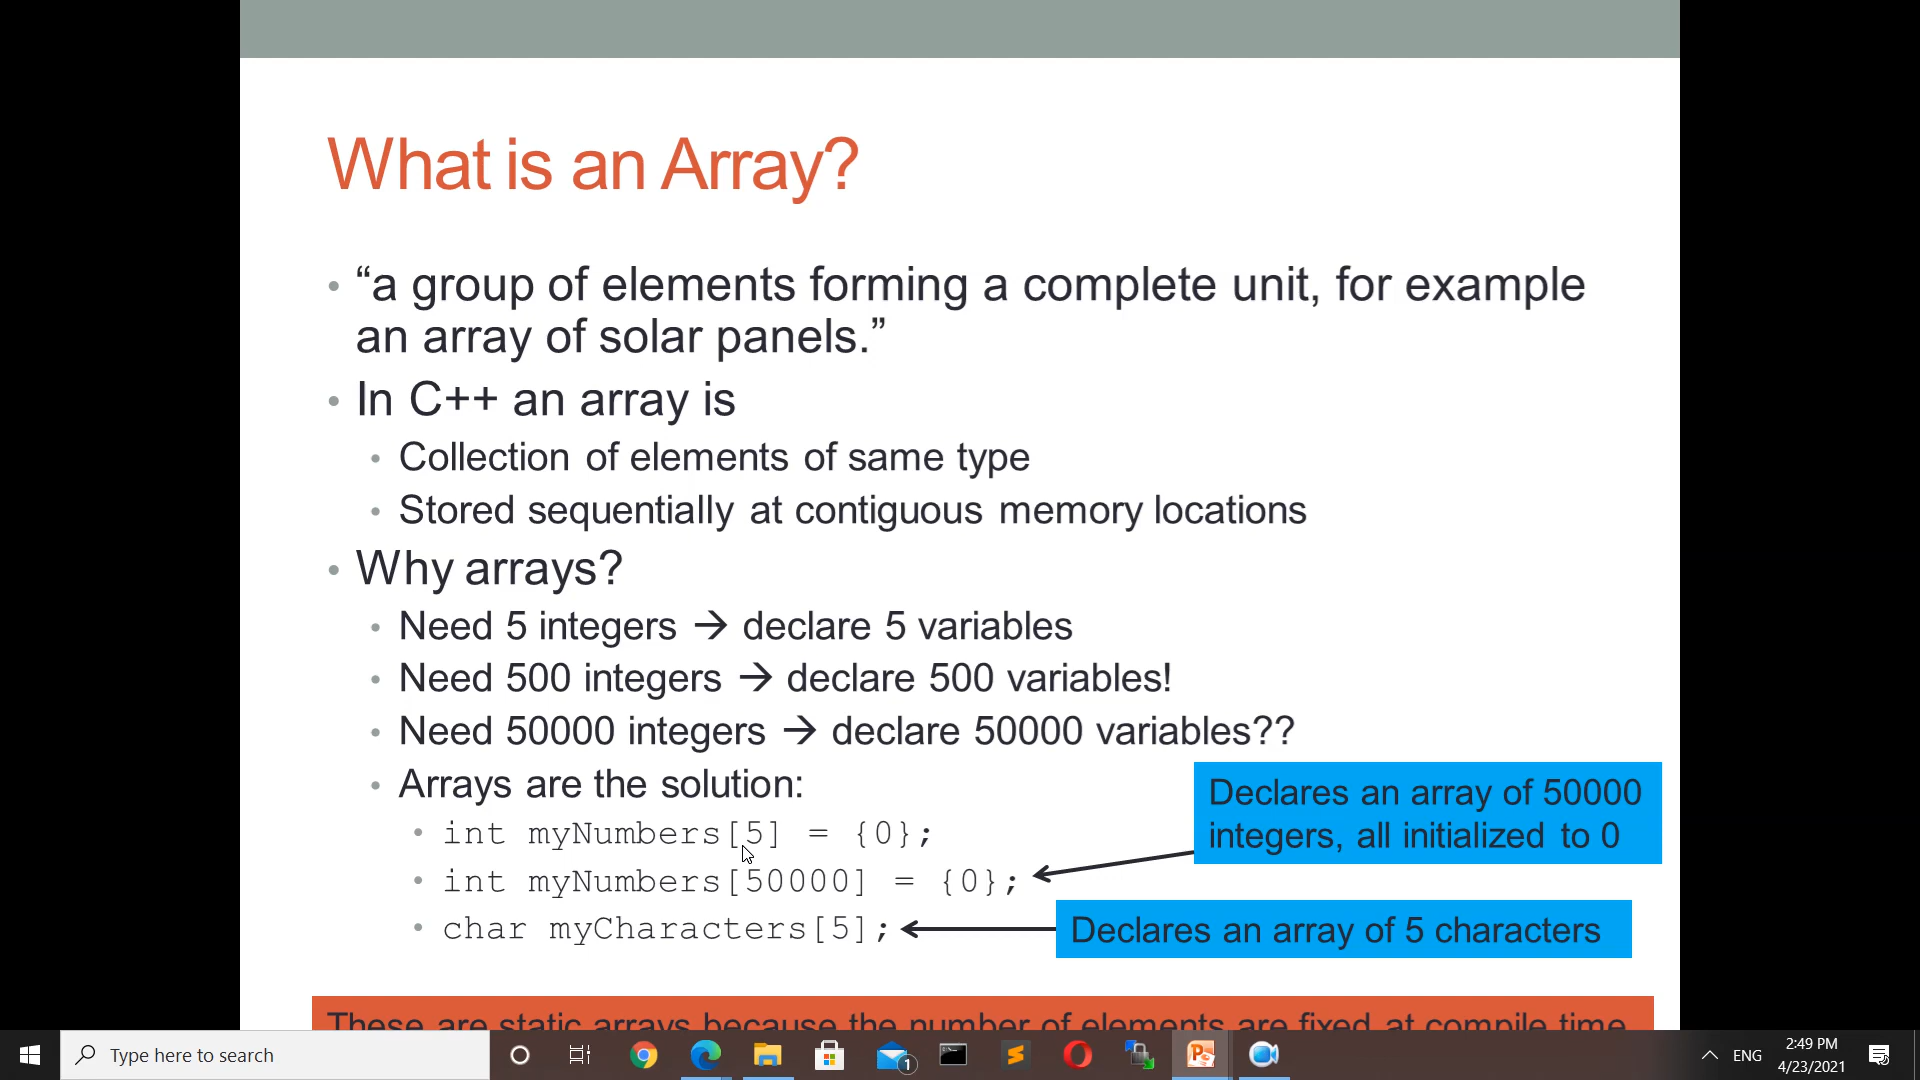 What is an Array?
“a group of elements forming a complete unit, for example
an array of solar panels.”
In C++ an array is
Collection of elements of same type
Stored sequentially at contiguous memory locations
Why arrays?
Need 5 integers → declare 5 variables
Need 500 integers → declare 500 variables!
Need 50000 integers → declare 50000 variables??
Arrays are the solution:
int myNumbers[5] = {0};
int myNumbers[50000] = {0};
char myCharacters[5];
Declares an array of 50000
integers, all initialized to 0
Declares an array of 5 characters
These are static arrays because the number of elements are fixed at compile time
Type here to search
1
ENG
2:49 PM
4/23/2021